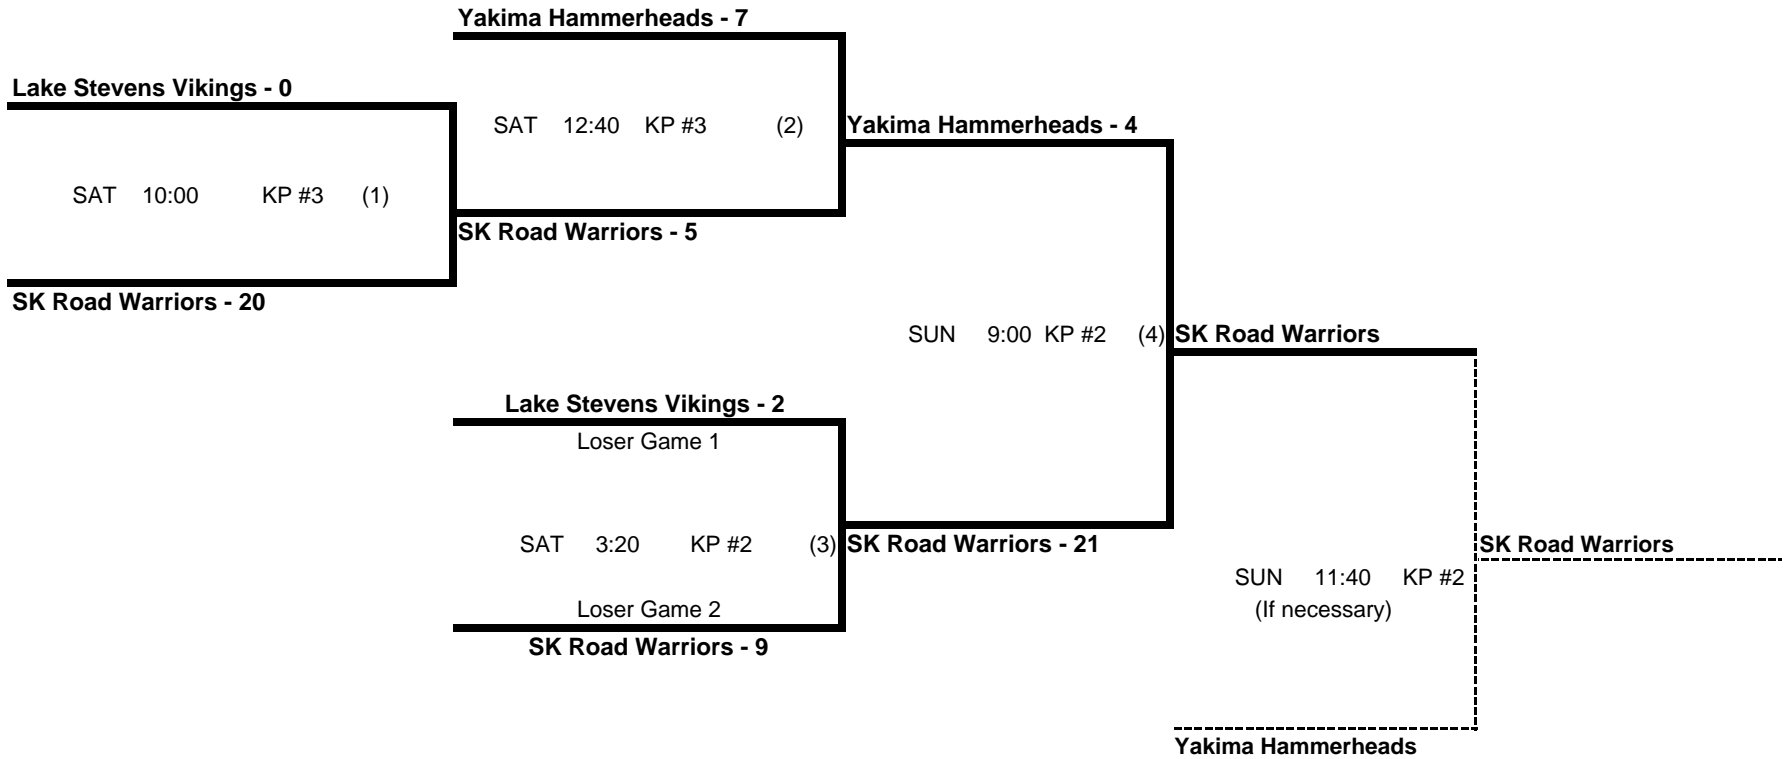 Yakima Hammerheads - 7
Lake Stevens Vikings - 0
SAT 12:40 KP #3 (2)
Yakima Hammerheads - 4
SAT 10:00 KP #3 (1)
SK Road Warriors - 5
SK Road Warriors - 20
SUN 9:00 KP #2 (4)
SK Road Warriors
Lake Stevens Vikings - 2
Loser Game 1
SAT 3:20 KP #2 (3)
SK Road Warriors - 21
SK Road Warriors
SUN 11:40 KP #2
(If necessary)
Loser Game 2
SK Road Warriors - 9
Yakima Hammerheads